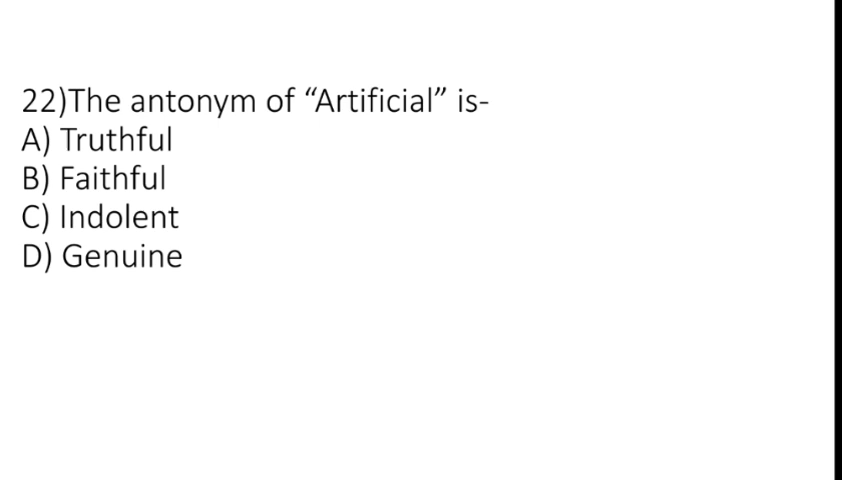 22)The antonym of “Artificial” is-
A) Truthful
B) Faithful
C) Indolent
D) Genuine